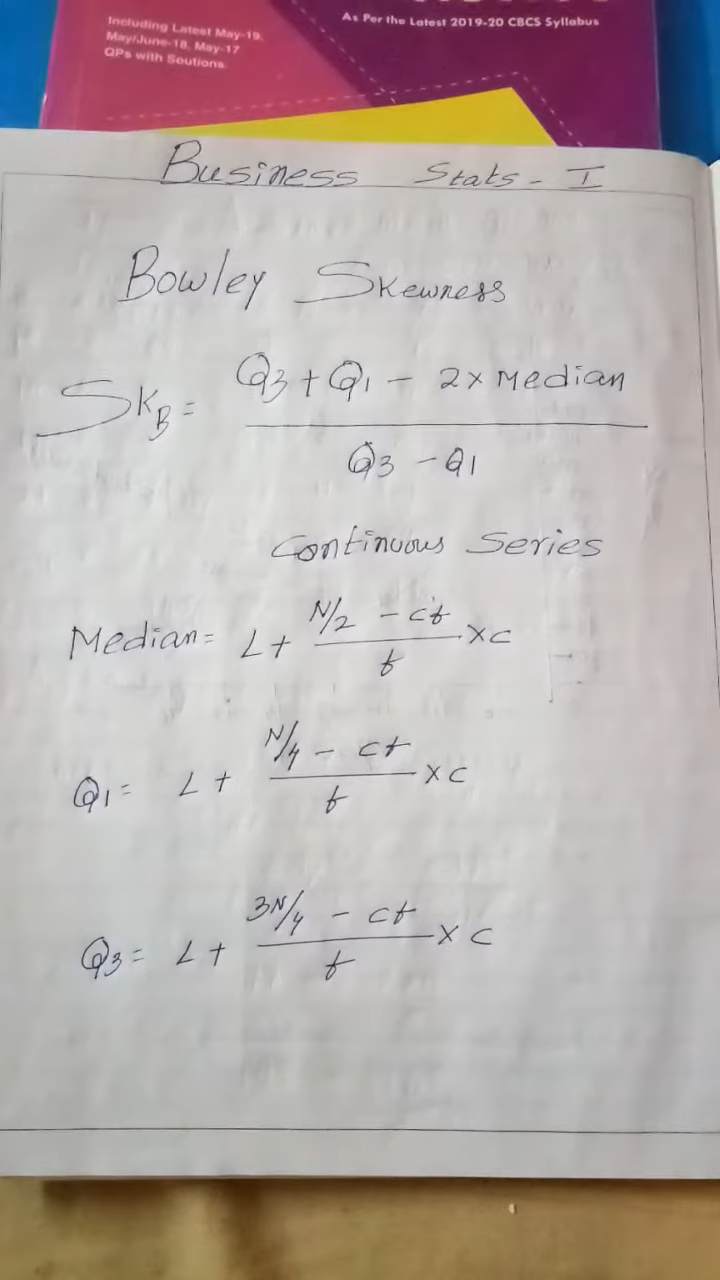 Including Latest May-19,
May/June-18, May-17
QPs with Soutions
As Per the Latest 2019-20 CBCS Syllabus
Business Stats - I
Bowley Skewness
SkB = Q3 + Q1 - 2 x Median / Q3 - Q1
Continuous Series
Median = L + N/2 - cf / f x C
Q1 = L + N/4 - cf / f x C
Q3 = L + 3N/4 - cf / f x C